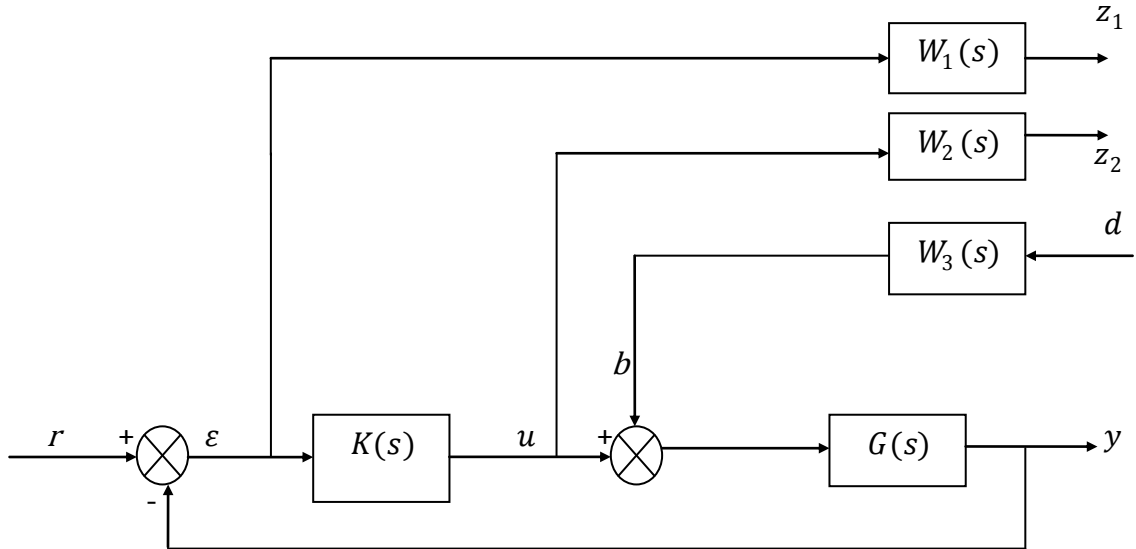 z₁
W₁(s)
W₂(s)
z₂
d
W₃(s)
b
r
+
ε
K(s)
u
+
G(s)
y
-